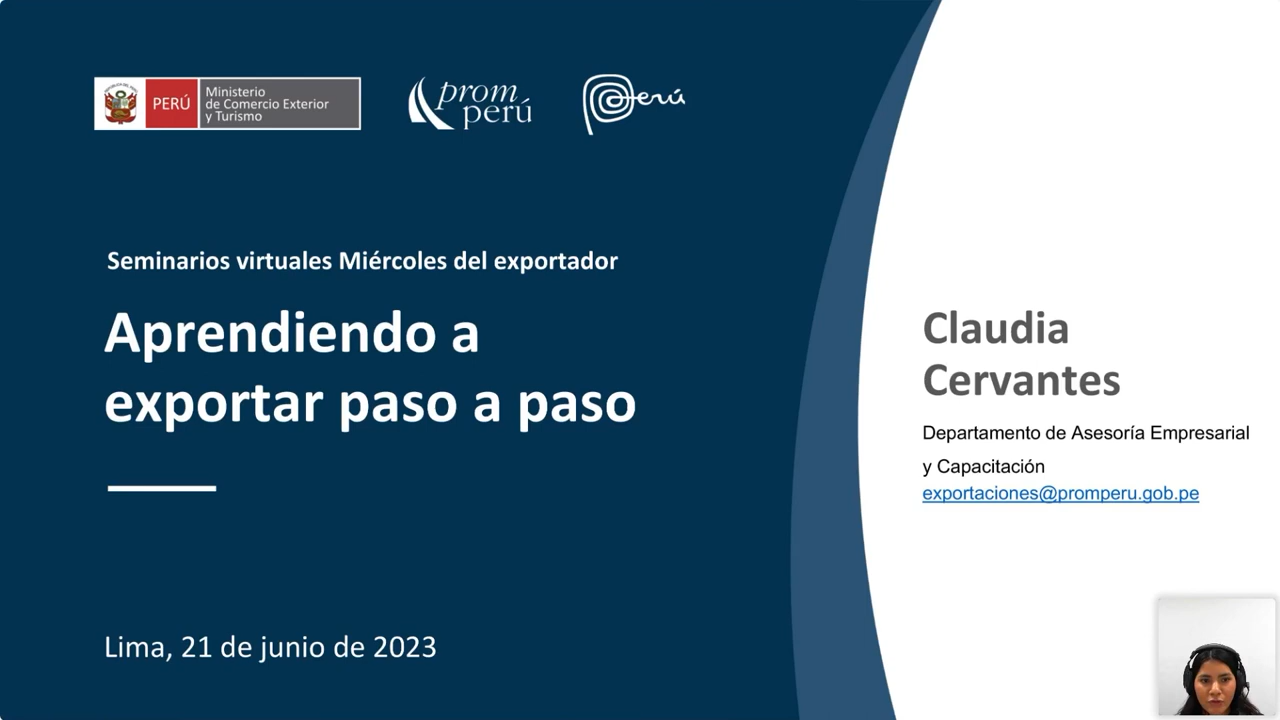 PERÚ
Ministerio
de Comercio Exterior
y Turismo
prom
perú
Perú
Seminarios virtuales Miércoles del exportador
Aprendiendo a
exportar paso a paso
Lima, 21 de junio de 2023
Claudia
Cervantes
Departamento de Asesoría Empresarial
y Capacitación
exportaciones@promperu.gob.pe